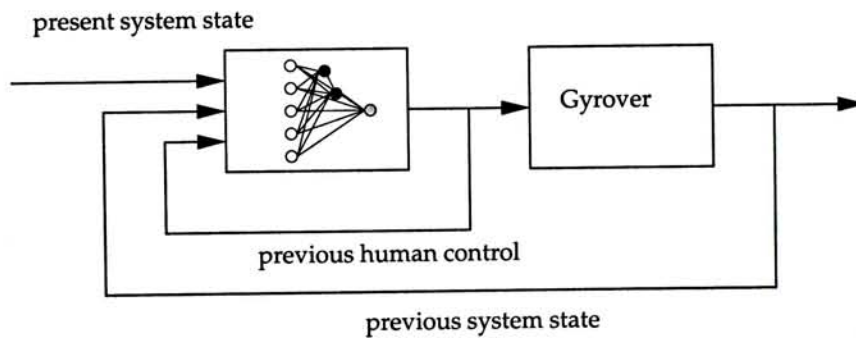 present system state
Gyrover
previous human control
previous system state